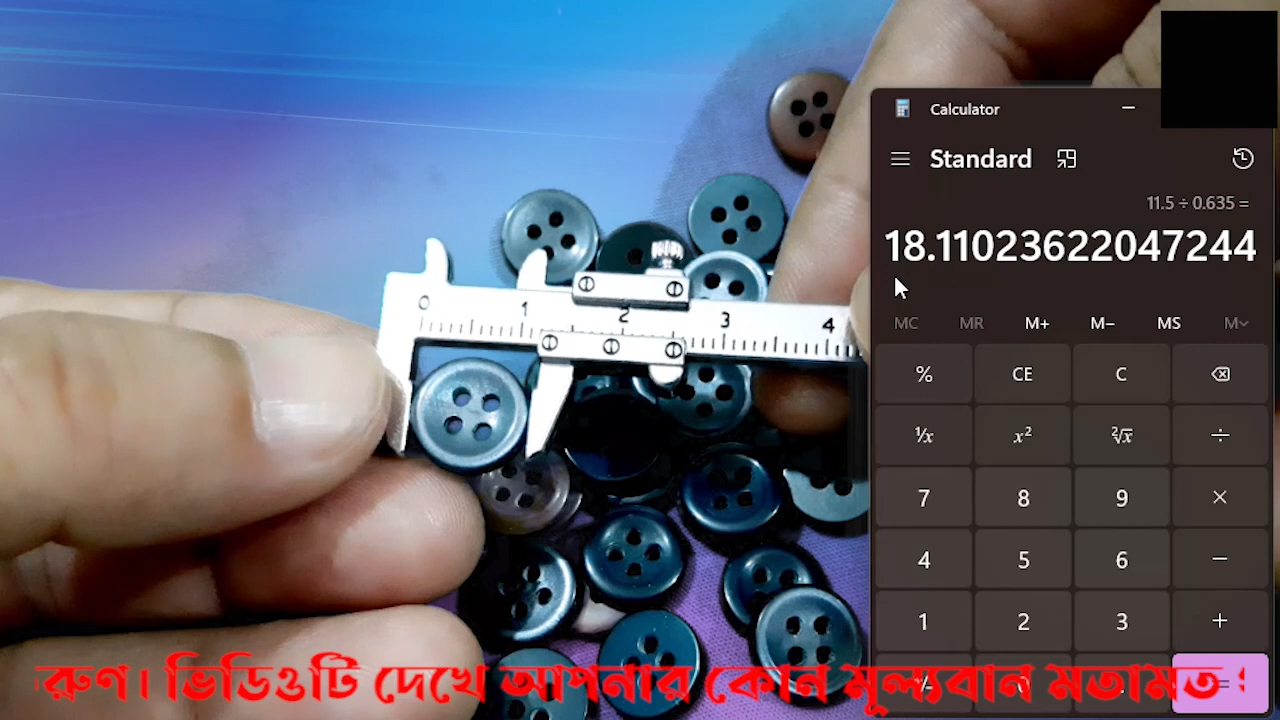 Calculator
Standard
11.5 ÷ 0.635 =
18.11023622047244
MC MR M+ M− MS M
% CE C
¹/x x² ²√x ÷
7 8 9 ×
4 5 6 −
1 2 3 +
0 1 2 3 4
রুণ। ভিডিওটি দেখে আপনার কোন মূল্যবান মতামত